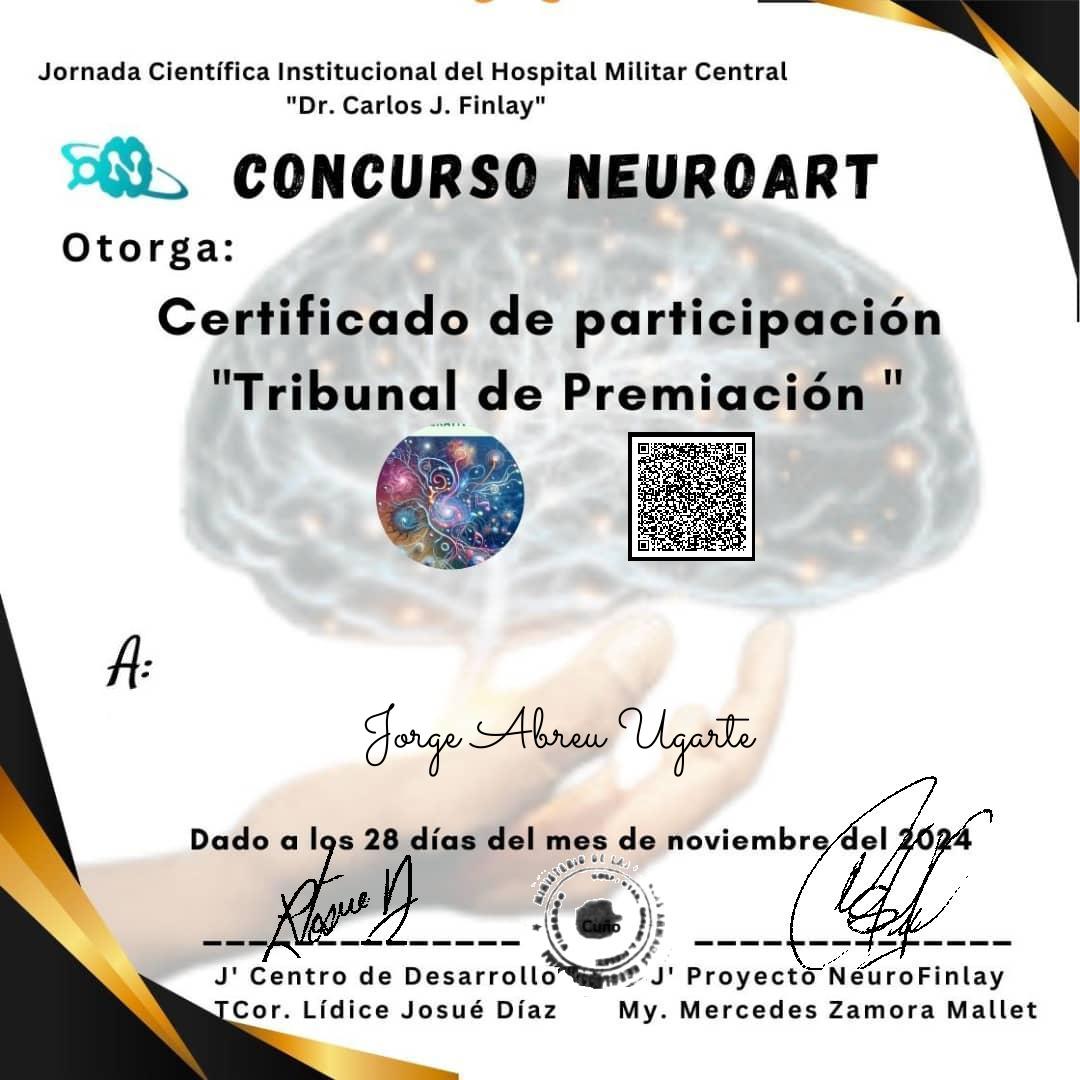 Jornada Científica Institucional del Hospital Militar Central
"Dr. Carlos J. Finlay"
CONCURSO NEUROART
Otorga:
Certificado de participación
"Tribunal de Premiación "
A:
Jorge Abreu Ugarte
Dado a los 28 días del mes de noviembre del 2024
Cuño
J' Centro de Desarrollo
TCor. Lídice Josué Díaz
J' Proyecto NeuroFinlay
My. Mercedes Zamora Mallet